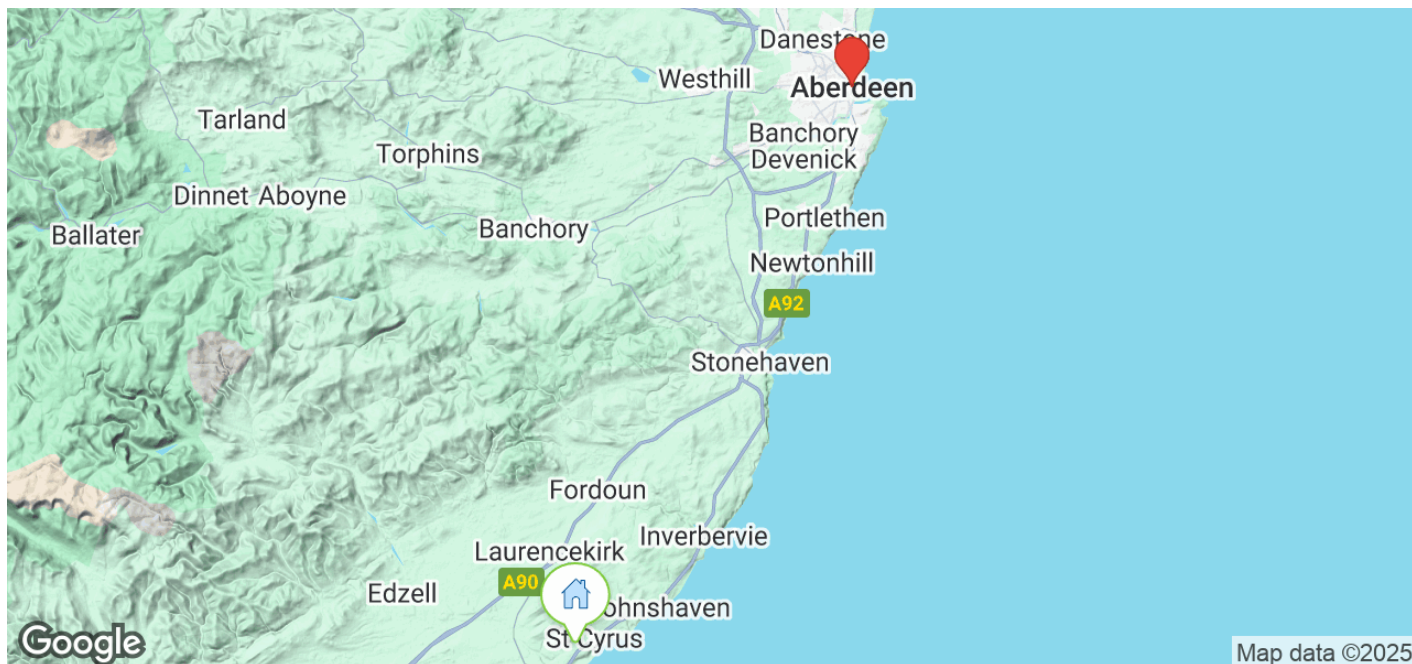 Danestone
Westhill
Aberdeen
Tarland
Banchory
Devenick
Torphins
Dinnet Aboyne
Portlethen
Ballater
Banchory
Newtonhill
A92
Stonehaven
Fordoun
Inverbervie
Laurencekirk
A90
Edzell
ohnshaven
St Cyrus
Google
Map data ©2025